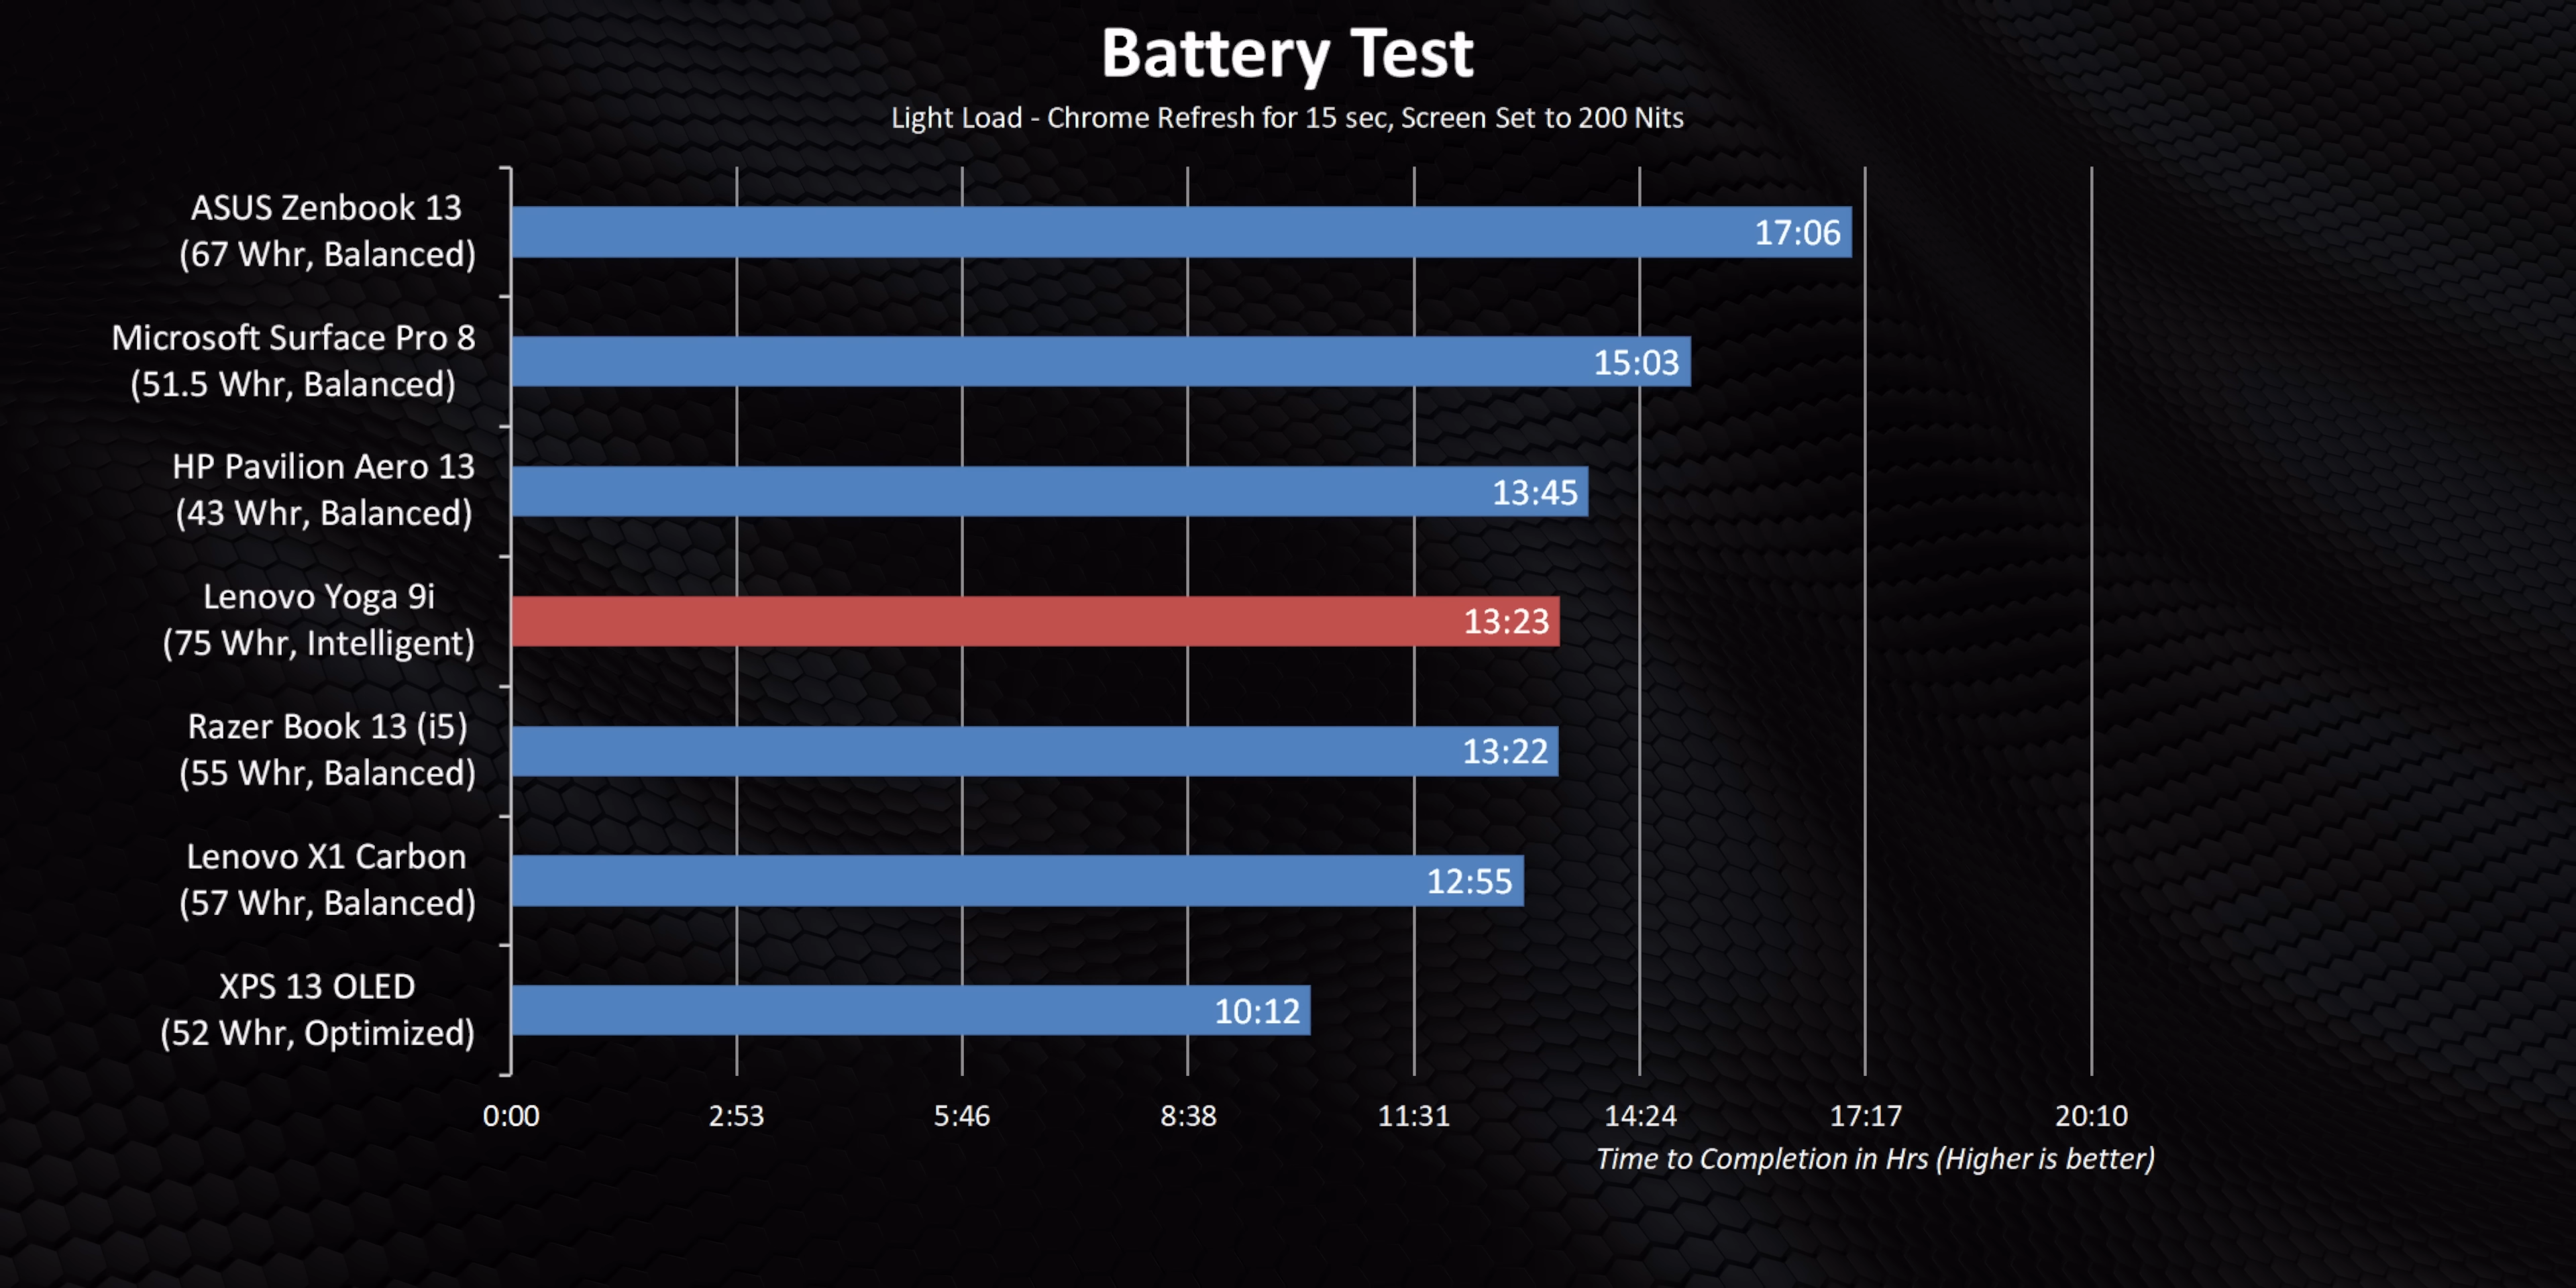 Battery Test
Light Load - Chrome Refresh for 15 sec, Screen Set to 200 Nits
ASUS Zenbook 13
(67 Whr, Balanced)
17:06
Microsoft Surface Pro 8
(51.5 Whr, Balanced)
15:03
HP Pavilion Aero 13
(43 Whr, Balanced)
13:45
Lenovo Yoga 9i
(75 Whr, Intelligent)
13:23
Razer Book 13 (i5)
(55 Whr, Balanced)
13:22
Lenovo X1 Carbon
(57 Whr, Balanced)
12:55
XPS 13 OLED
(52 Whr, Optimized)
10:12
0:00 2:53 5:46 8:38 11:31 14:24 17:17 20:10
Time to Completion in Hrs (Higher is better)